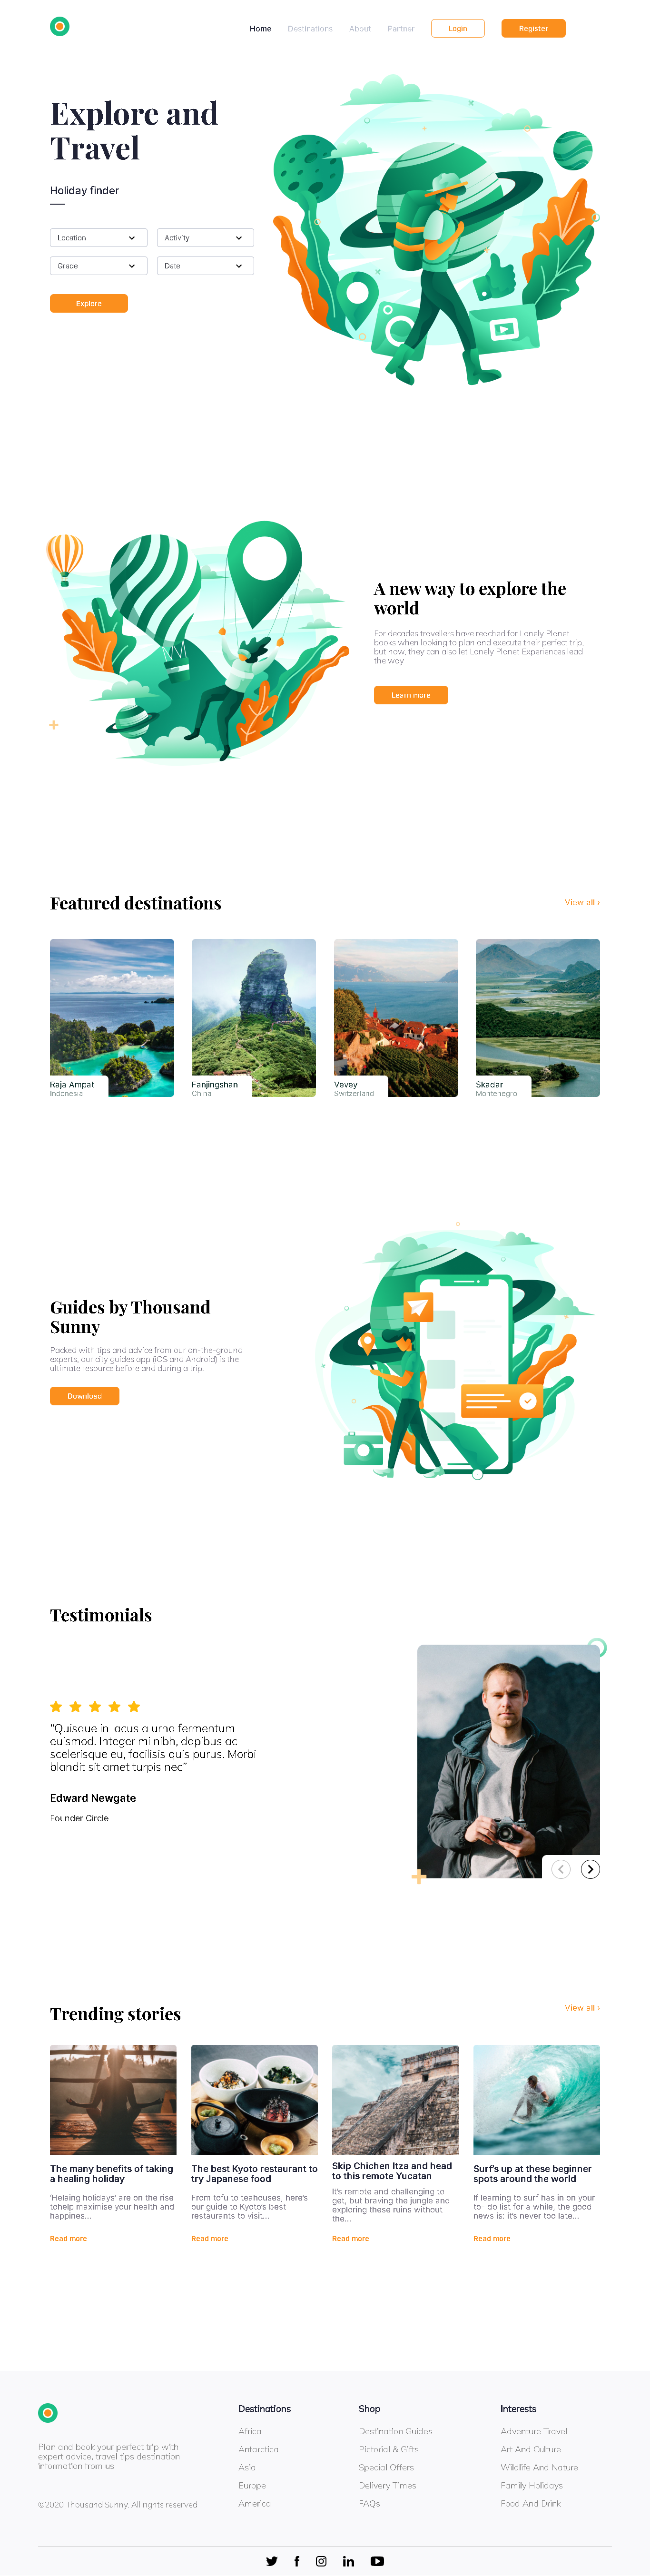 Home Destinations About Partner Login Register
Explore and
Travel
Holiday finder
Location Activity
Grade Date
Explore
A new way to explore the
world
For decades travellers have reached for Lonely Planet
books when looking to plan and execute their perfect trip,
but now, they can also let Lonely Planet Experiences lead
the way
Learn more
Featured destinations
View all ›
Raja Ampat
Indonesia
Fanjingshan
China
Vevey
Switzerland
Skadar
Montenegro
Guides by Thousand
Sunny
Packed with tips and advice from our on-the-ground
experts, our city guides app (iOS and Android) is the
ultimate resource before and during a trip.
Download
Testimonials
"Quisque in lacus a urna fermentum
euismod. Integer mi nibh, dapibus ac
scelerisque eu, facilisis quis purus. Morbi
blandit sit amet turpis nec"
Edward Newgate
Founder Circle
Trending stories
View all ›
The many benefits of taking
a healing holiday
'Helaing holidays' are on the rise
tohelp maximise your health and
happines...
Read more
The best Kyoto restaurant to
try Japanese food
From tofu to teahouses, here's
our guide to Kyoto's best
restaurants to visit...
Read more
Skip Chichen Itza and head
to this remote Yucatan
It's remote and challenging to
get, but braving the jungle and
exploring these ruins without
the...
Read more
Surf's up at these beginner
spots around the world
If learning to surf has in on your
to- do list for a while, the good
news is: it's never too late...
Read more
Plan and book your perfect trip with
expert advice, travel tips destination
information from us
©2020 Thousand Sunny. All rights reserved
Destinations
Africa
Antarctica
Asia
Europe
America
Shop
Destination Guides
Pictorial & Gifts
Special Offers
Delivery Times
FAQs
Interests
Adventure Travel
Art And Culture
Wildlife And Nature
Family Holidays
Food And Drink